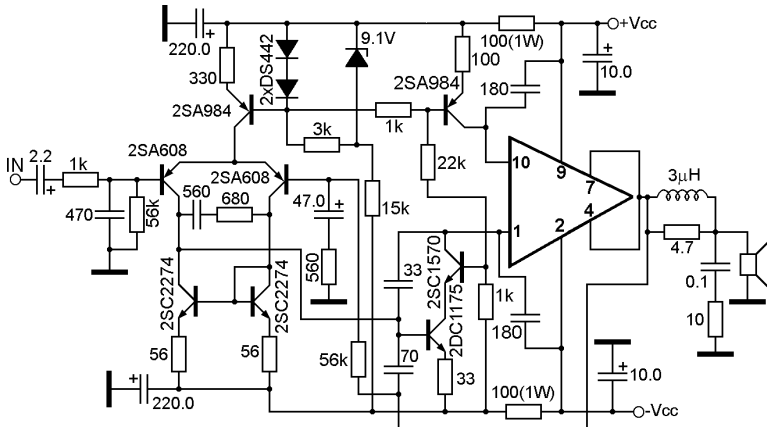 220.0
330
2xDS442
9.1V
100
100(1W)
+Vcc
10.0
2SA984
2SA984
180
3k
1k
IN
2.2
1k
2SA608
2SA608
22k
10
9
7
3µH
470
56k
560
680
47.0
15k
1
2
4
4.7
560
33
2SC1570
2SC2274
2SC2274
2DC1175
1k
180
0.1
10
56
56
56k
70
33
220.0
100(1W)
10.0
-Vcc